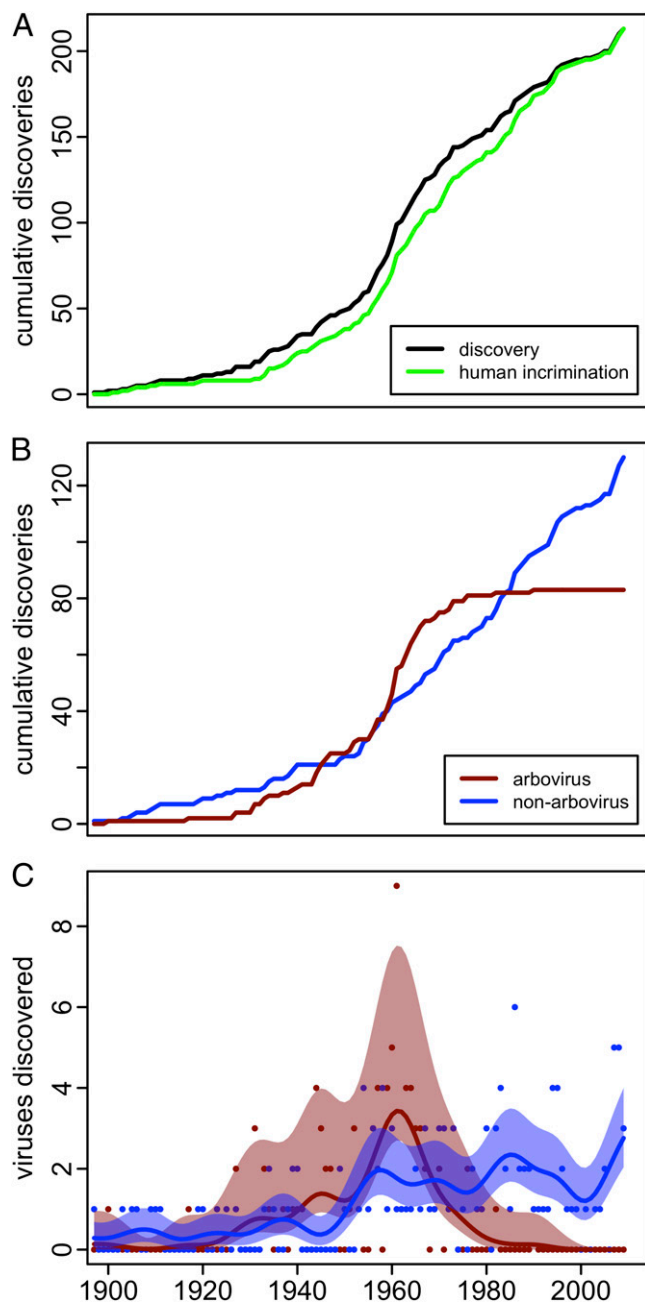 A
cumulative discoveries
200
150
100
50
0
discovery
human incrimination
B
cumulative discoveries
120
80
40
0
arbovirus
non-arbovirus
C
viruses discovered
8
6
4
2
0
1900 1920 1940 1960 1980 2000